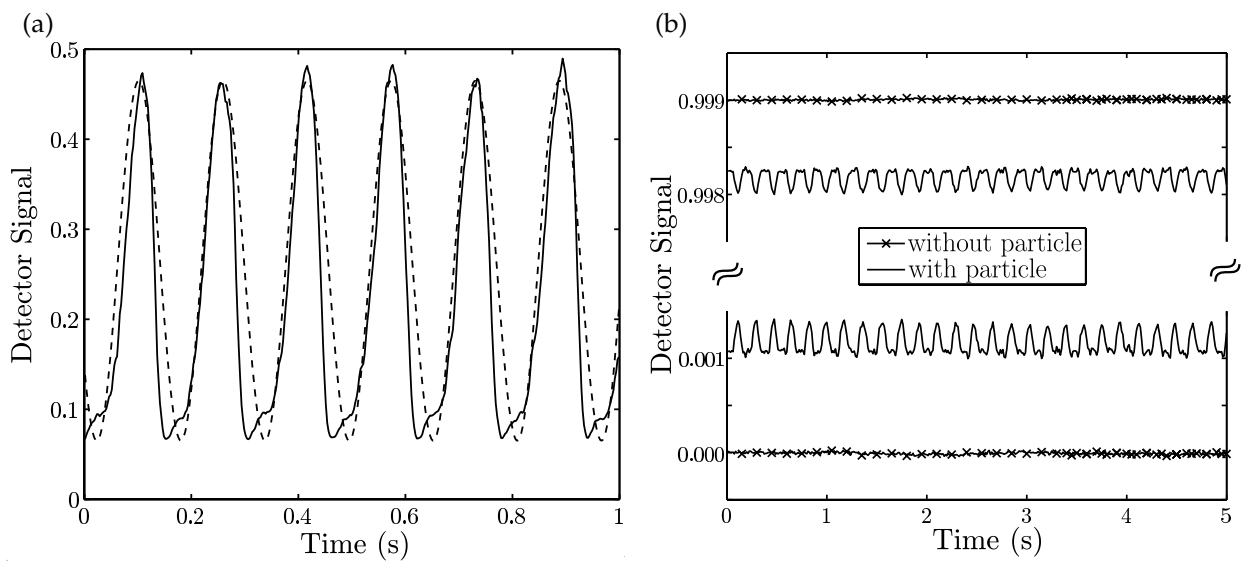 (a)
0.5
0.4
0.3
0.2
0.1
0
Detector Signal
0
0.2
0.4
0.6
0.8
1
Time (s)
(b)
0.999
0.998
0.001
0.000
Detector Signal
without particle
with particle
0
1
2
3
4
5
Time (s)